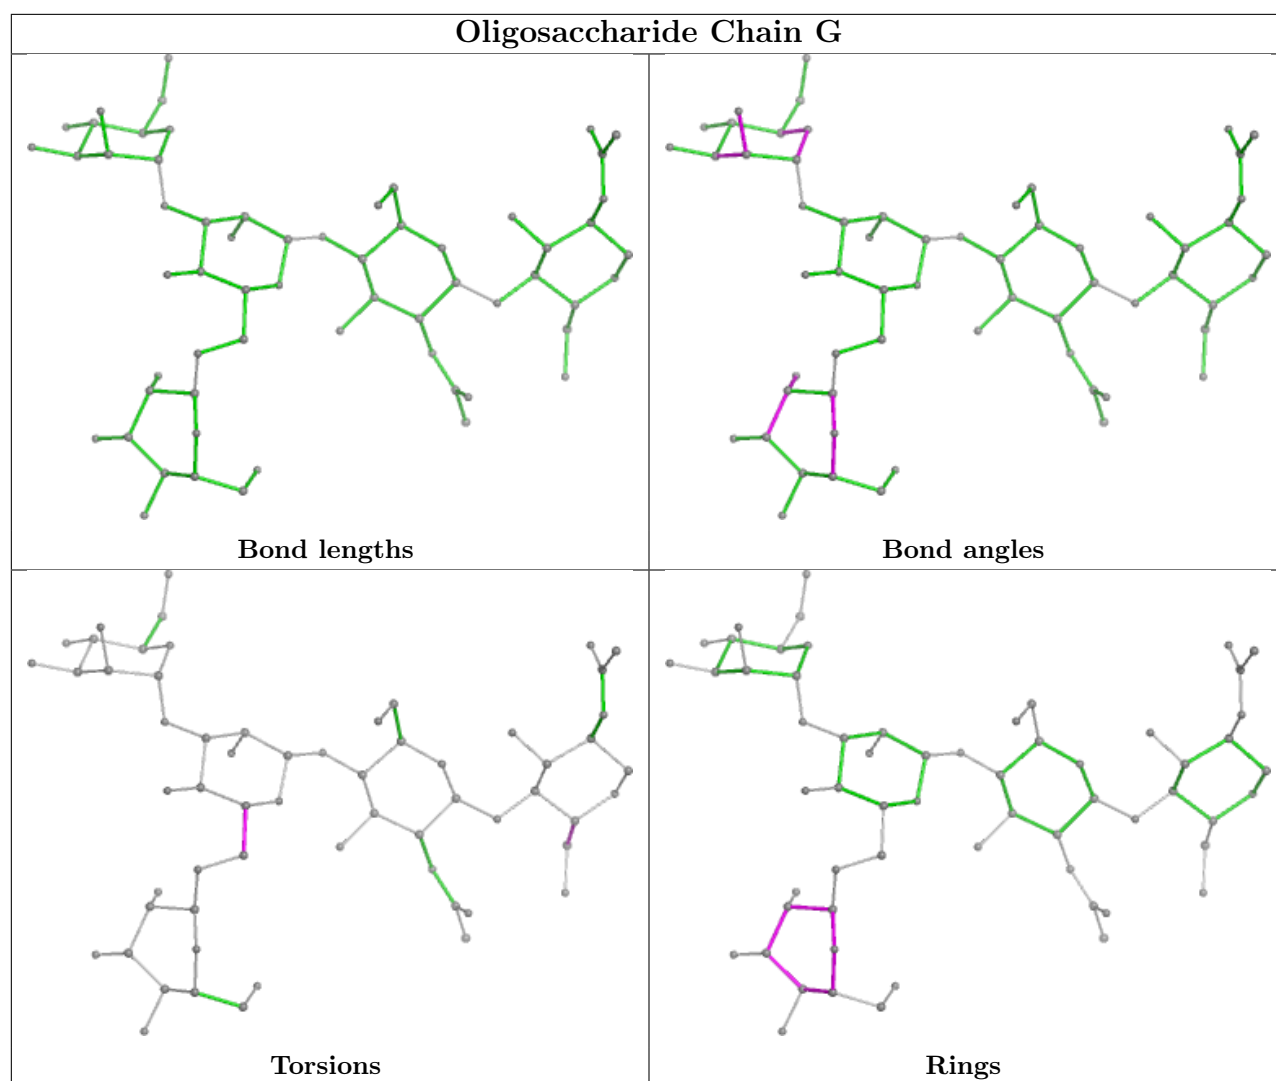 Oligosaccharide Chain G
Bond lengths
Bond angles
Torsions
Rings